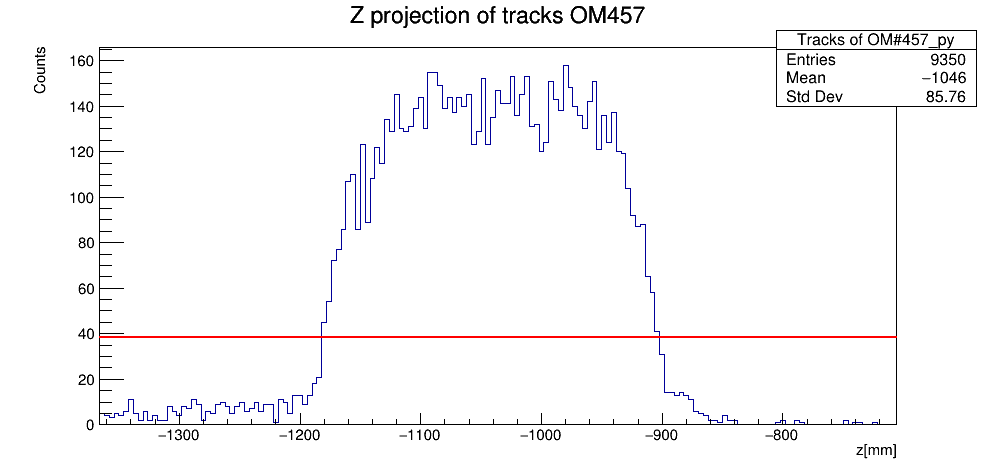 Z projection of tracks OM457
Tracks of OM#457_py
Entries 9350
Mean −1046
Std Dev 85.76
Counts
160
140
120
100
80
60
40
20
0
−1300 −1200 −1100 −1000 −900 −800
z[mm]